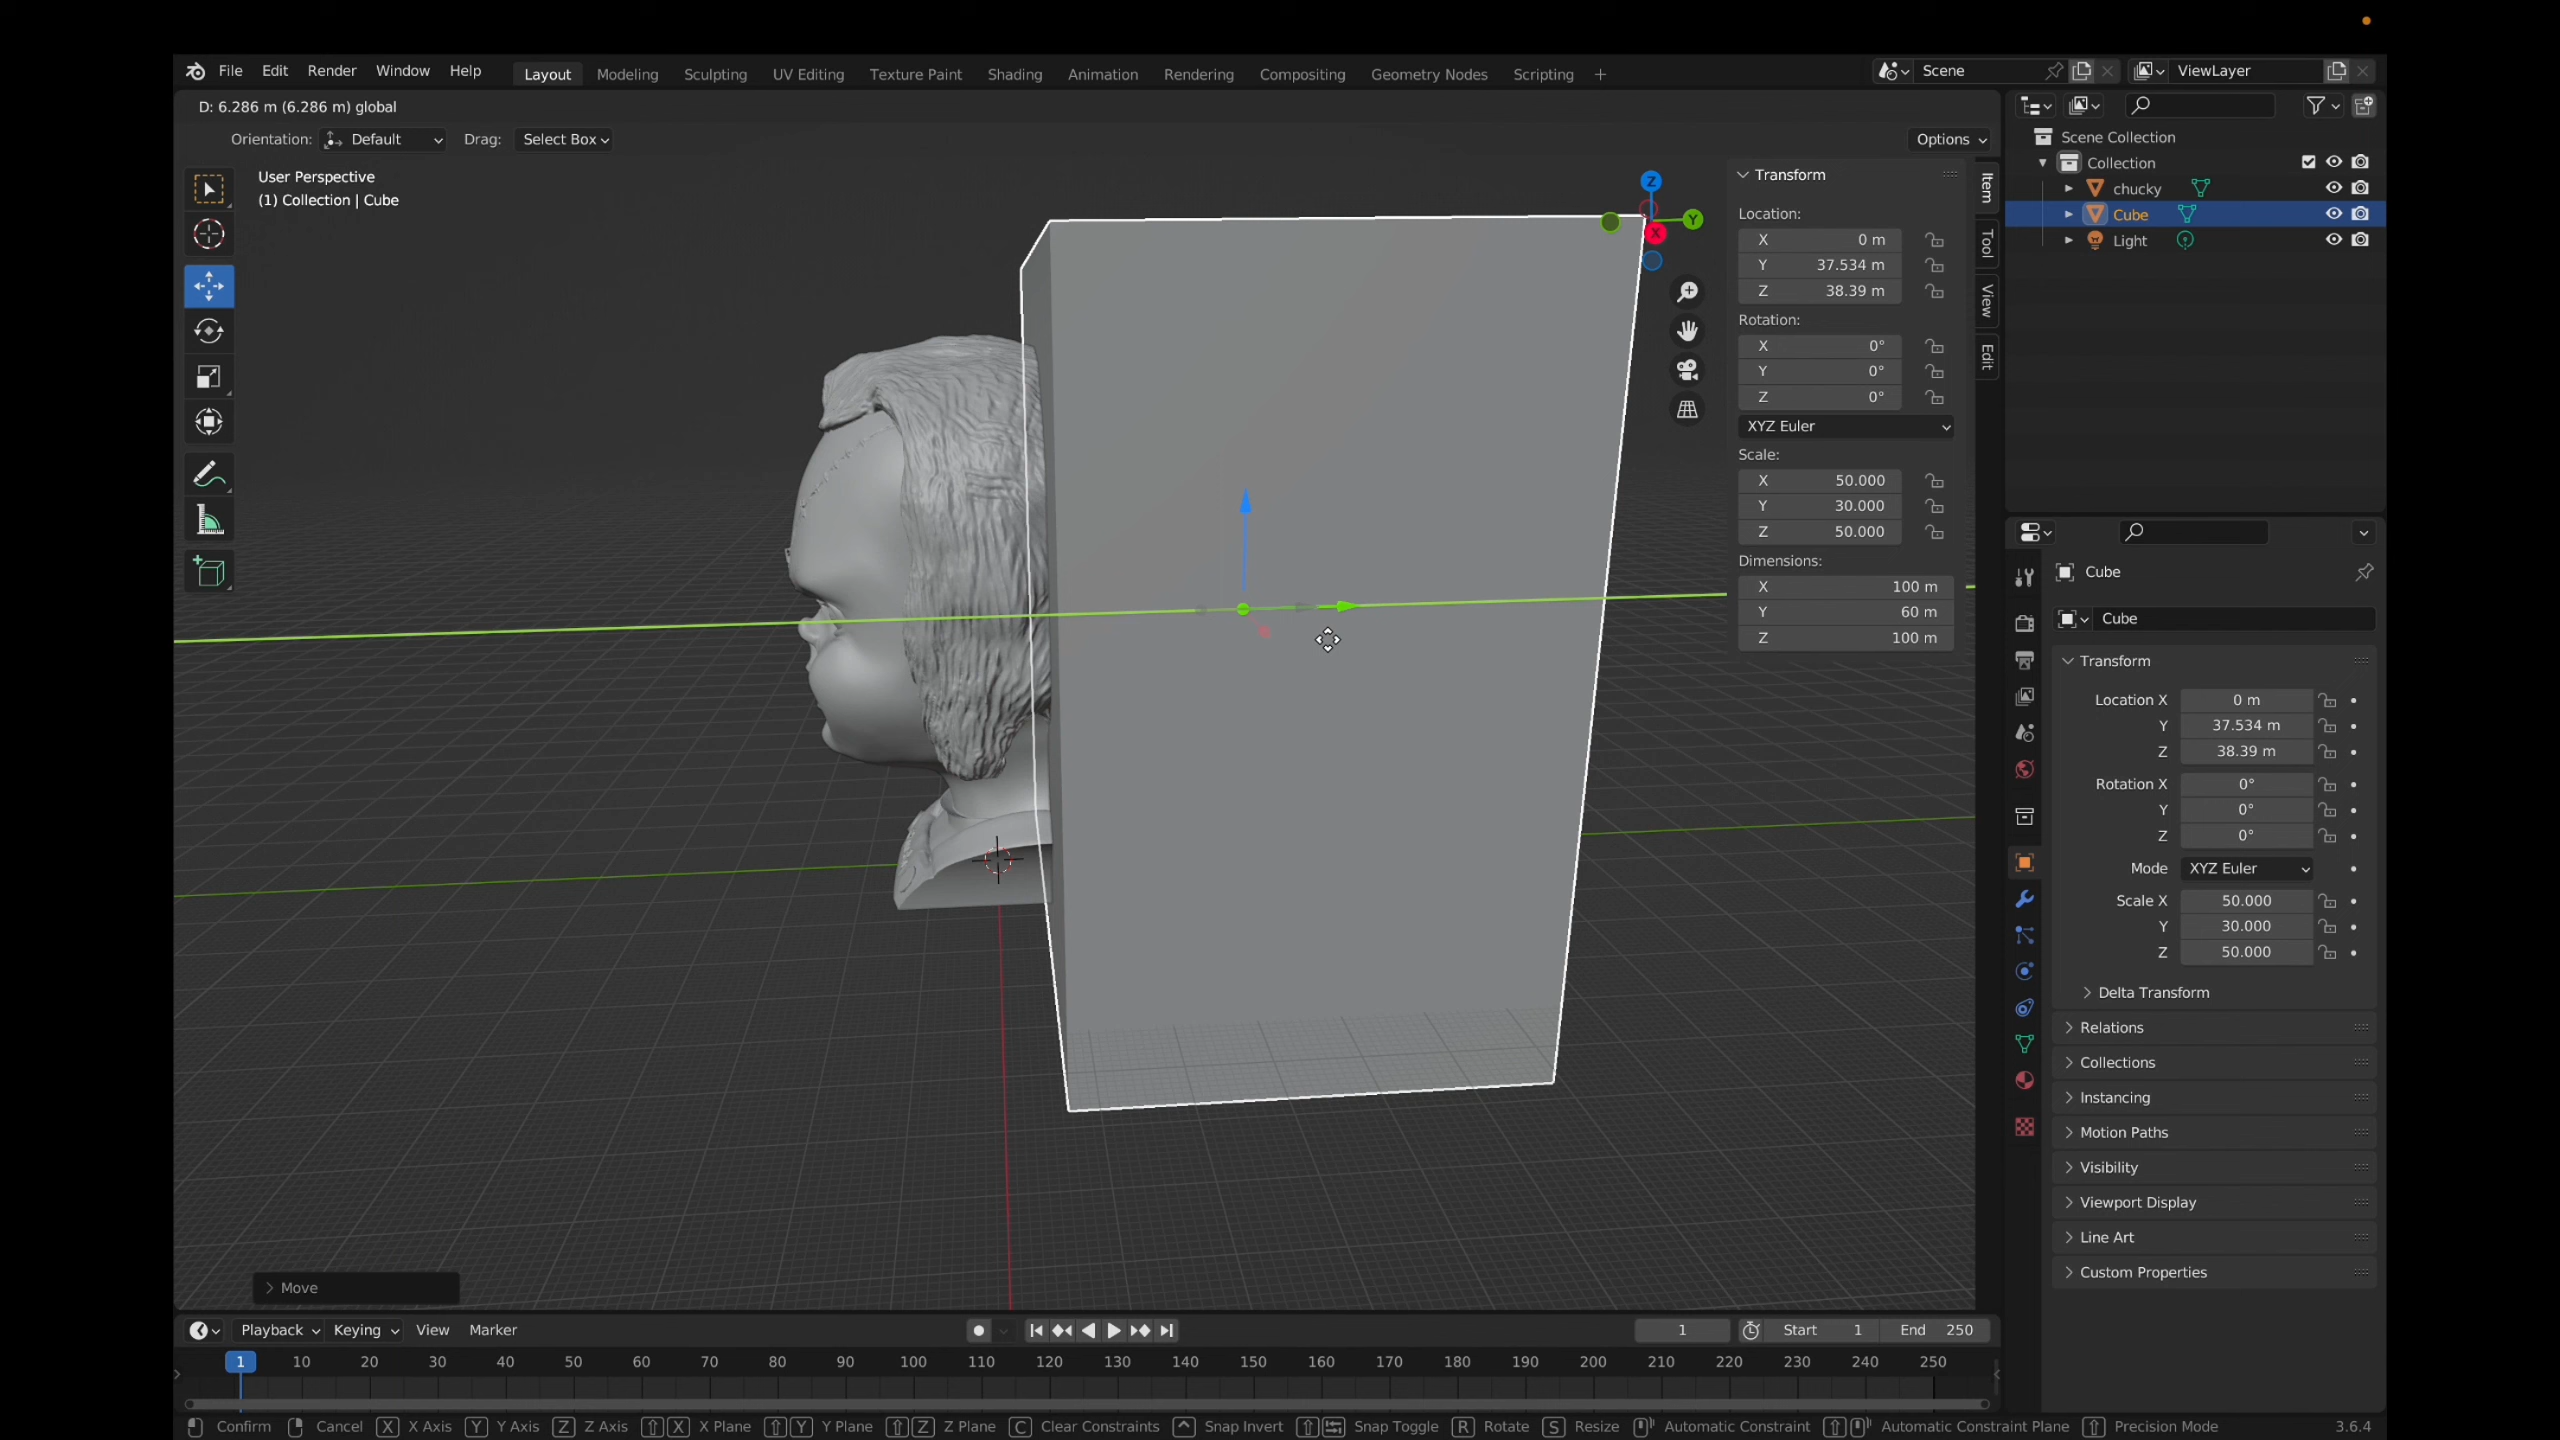 File Edit Render Window Help Layout Modeling Sculpting UV Editing Texture Paint Shading Animation Rendering Compositing Geometry Nodes Scripting + Scene ViewLayer
D: 6.286 m (6.286 m) global
Orientation: Default Drag: Select Box Options
User Perspective
(1) Collection | Cube
Z
Y
X
Item
Tool
View
Edit
Transform
Location:
X 0 m
Y 37.534 m
Z 38.39 m
Rotation:
X 0°
Y 0°
Z 0°
XYZ Euler
Scale:
X 50.000
Y 30.000
Z 50.000
Dimensions:
X 100 m
Y 60 m
Z 100 m
Scene Collection
Collection
chucky
Cube
Light
Cube
Cube
Transform
Location X 0 m
Y 37.534 m
Z 38.39 m
Rotation X 0°
Y 0°
Z 0°
Mode XYZ Euler
Scale X 50.000
Y 30.000
Z 50.000
Delta Transform
Relations
Collections
Instancing
Motion Paths
Visibility
Viewport Display
Line Art
Custom Properties
Move
Playback Keying View Marker 1 Start 1 End 250
1 10 20 30 40 50 60 70 80 90 100 110 120 130 140 150 160 170 180 190 200 210 220 230 240 250
Confirm Cancel X X Axis Y Y Axis Z Z Axis X X Plane Y Y Plane Z Z Plane C Clear Constraints Snap Invert Snap Toggle R Rotate S Resize Automatic Constraint Automatic Constraint Plane Precision Mode 3.6.4